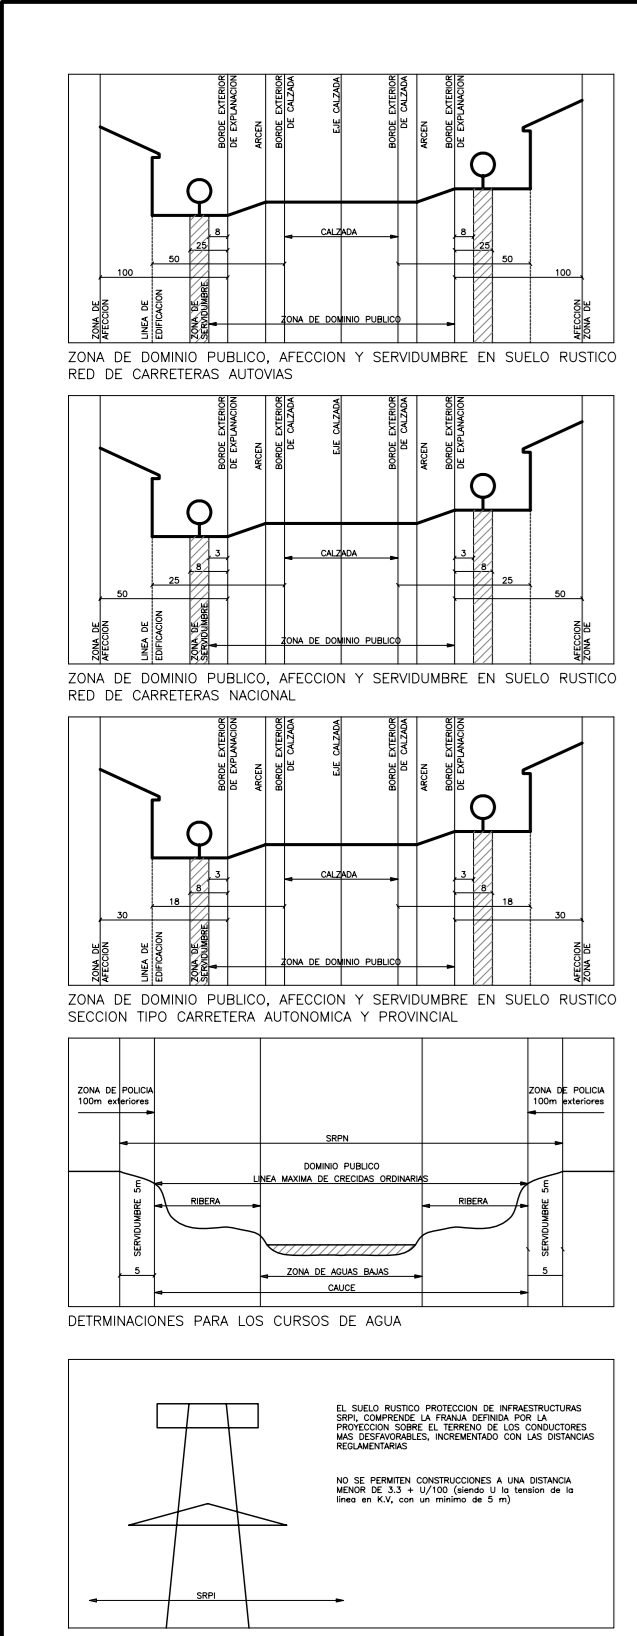 BORDE EXTERIOR
DE EXPLANACION
ARCEN
BORDE EXTERIOR
DE CALZADA
EJE CALZADA
BORDE EXTERIOR
DE CALZADA
ARCEN
BORDE EXTERIOR
DE EXPLANACION
8
CALZADA
8
25
25
50
50
100
100
ZONA DE
AFECCION
LINEA DE
EDIFICACION
ZONA DE
SERVIDUMBRE
ZONA DE DOMINIO PUBLICO
AFECCION
ZONA DE
ZONA DE DOMINIO PUBLICO, AFECCION Y SERVIDUMBRE EN SUELO RUSTICO
RED DE CARRETERAS AUTOVIAS
BORDE EXTERIOR
DE EXPLANACION
ARCEN
BORDE EXTERIOR
DE CALZADA
EJE CALZADA
BORDE EXTERIOR
DE CALZADA
ARCEN
BORDE EXTERIOR
DE EXPLANACION
3
CALZADA
3
8
8
25
25
50
50
ZONA DE
AFECCION
LINEA DE
EDIFICACION
ZONA DE
SERVIDUMBRE
ZONA DE DOMINIO PUBLICO
AFECCION
ZONA DE
ZONA DE DOMINIO PUBLICO, AFECCION Y SERVIDUMBRE EN SUELO RUSTICO
RED DE CARRETERAS NACIONAL
BORDE EXTERIOR
DE EXPLANACION
ARCEN
BORDE EXTERIOR
DE CALZADA
EJE CALZADA
BORDE EXTERIOR
DE CALZADA
ARCEN
BORDE EXTERIOR
DE EXPLANACION
3
CALZADA
3
8
8
18
18
30
30
ZONA DE
AFECCION
LINEA DE
EDIFICACION
ZONA DE
SERVIDUMBRE
ZONA DE DOMINIO PUBLICO
AFECCION
ZONA DE
ZONA DE DOMINIO PUBLICO, AFECCION Y SERVIDUMBRE EN SUELO RUSTICO
SECCION TIPO CARRETERA AUTONOMICA Y PROVINCIAL
ZONA DE POLICIA
100m exteriores
ZONA DE POLICIA
100m exteriores
SRPN
DOMINIO PUBLICO
LINEA MAXIMA DE CRECIDAS ORDINARIAS
RIBERA
RIBERA
SERVIDUMBRE 5m
SERVIDUMBRE 5m
5
ZONA DE AGUAS BAJAS
5
CAUCE
DETRMINACIONES PARA LOS CURSOS DE AGUA
EL SUELO RUSTICO PROTECCION DE INFRAESTRUCTURAS
SRPI, COMPRENDE LA FRANJA DEFINIDA POR LA
PROYECCION SOBRE EL TERRENO DE LOS CONDUCTORES
MAS DESFAVORABLES, INCREMENTADO CON LAS DISTANCIAS
REGLAMENTARIAS
NO SE PERMITEN CONSTRUCCIONES A UNA DISTANCIA
MENOR DE 3.3 + U/100 (siendo U la tension de la
linea en K.V, con un minimo de 5 m)
SRPI